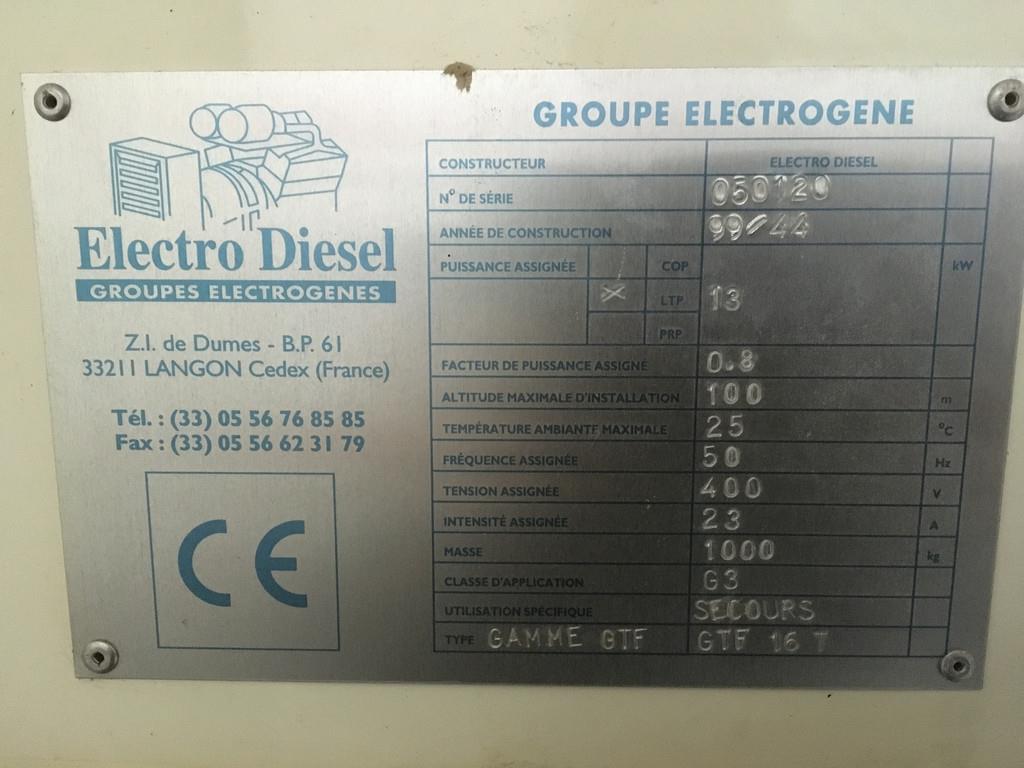 Electro Diesel
GROUPES ELECTROGENES
Z.I. de Dumes - B.P. 61
33211 LANGON Cedex (France)
Tél. : (33) 05 56 76 85 85
Fax : (33) 05 56 62 31 79
CE
GROUPE ELECTROGENE
CONSTRUCTEUR ELECTRO DIESEL
N° DE SÉRIE 050120
ANNÉE DE CONSTRUCTION 99/44
PUISSANCE ASSIGNÉE COP kW
X LTP 13
PRP
FACTEUR DE PUISSANCE ASSIGNÉ 0.8
ALTITUDE MAXIMALE D'INSTALLATION 100 m
TEMPÉRATURE AMBIANTE MAXIMALE 25 °C
FRÉQUENCE ASSIGNÉE 50 Hz
TENSION ASSIGNÉE 400 V
INTENSITÉ ASSIGNÉE 23 A
MASSE 1000 kg
CLASSE D'APPLICATION G3
UTILISATION SPÉCIFIQUE SECOURS
TYPE GAMME GTF GTF 16 T